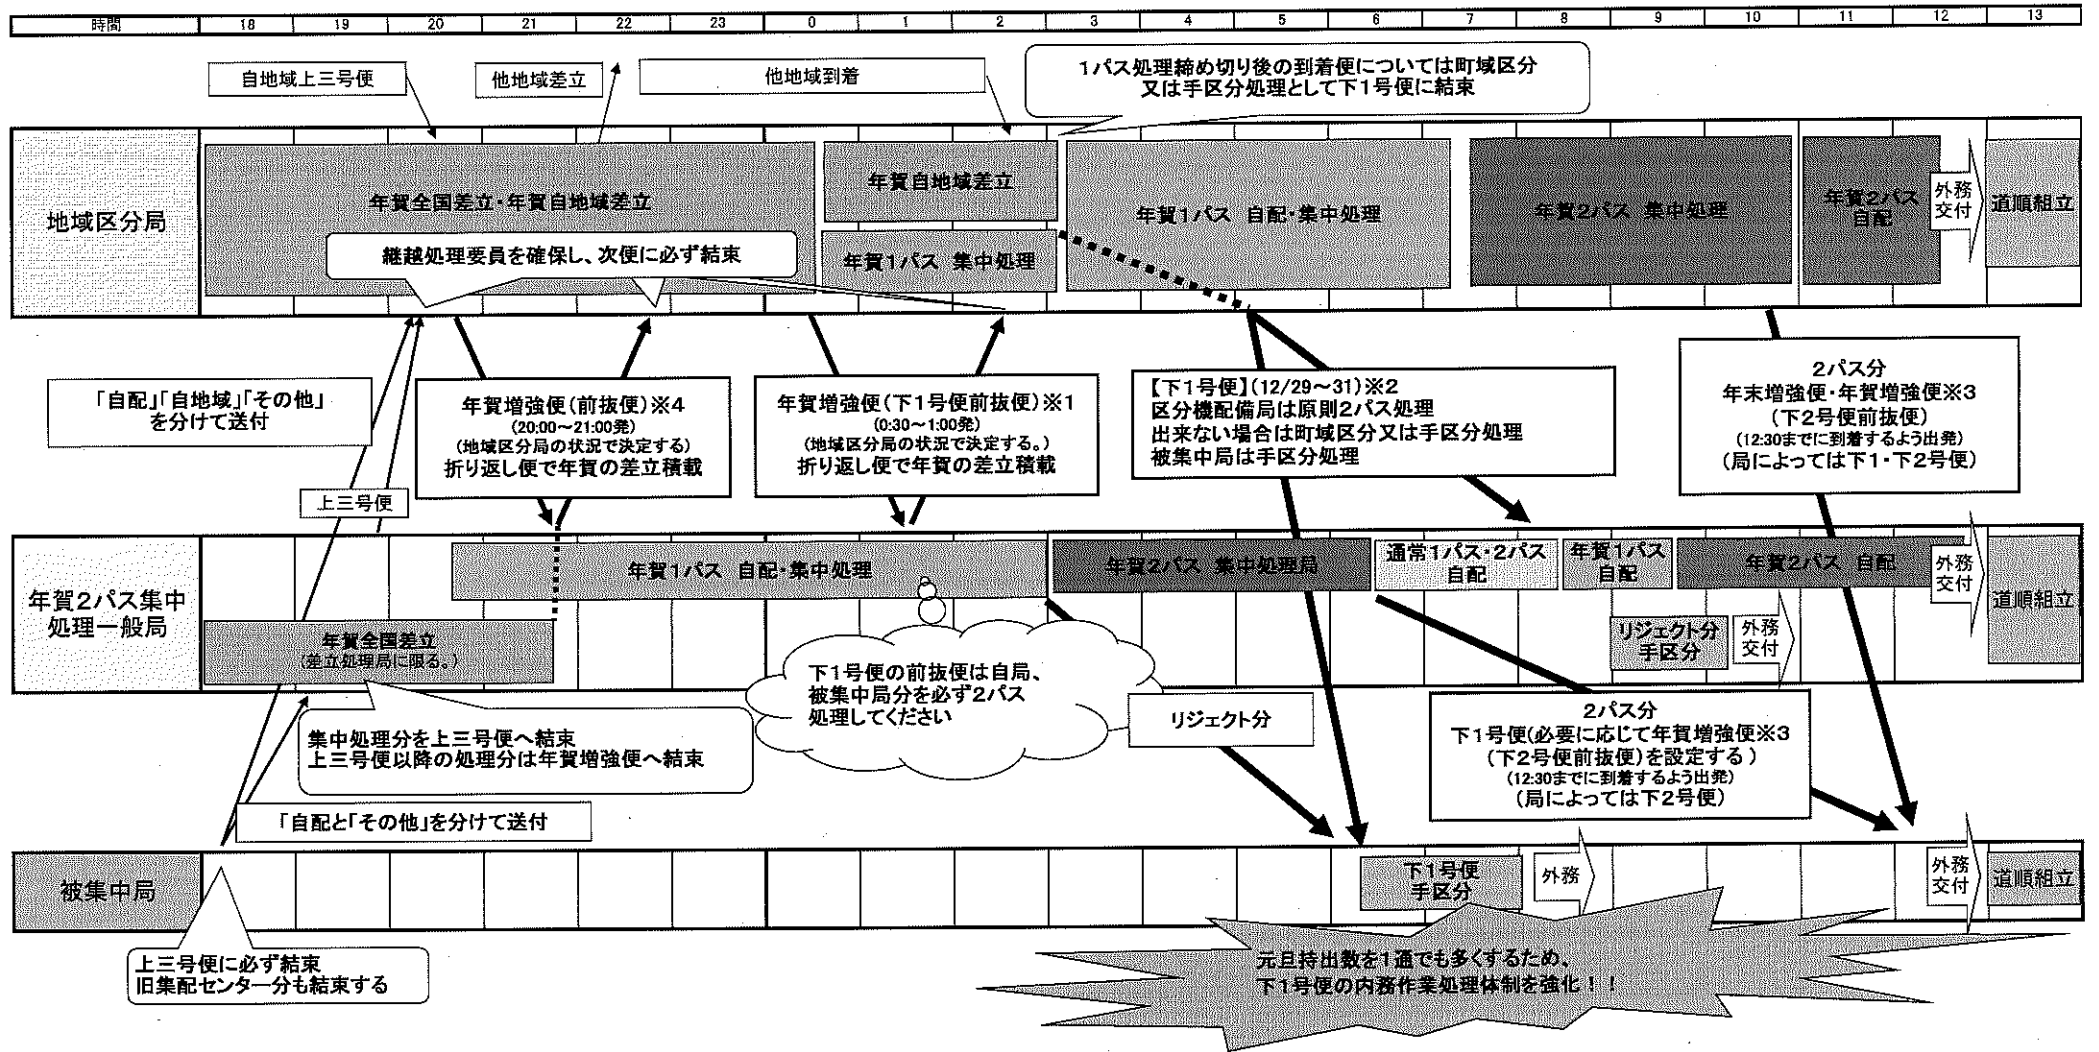 時間 18 19 20 21 22 23 0 1 2 3 4 5 6 7 8 9 10 11 12 13
自地域上三号便
他地域差立
他地域到着
1パス処理締め切り後の到着便については町域区分
又は手区分処理として下1号便に結束
地域区分局
年賀全国差立・年賀自地域差立
年賀自地域差立
年賀1パス 集中処理
年賀1パス 自配・集中処理
年賀2パス 集中処理
年賀2パス
自配
外務
交付
道順組立
継越処理要員を確保し、次便に必ず結束
「自配」「自地域」「その他」
を分けて送付
上三号便
年賀増強便(前抜便)※4
(20:00～21:00発)
(地域区分局の状況で決定する)
折り返し便で年賀の差立積載
年賀増強便(下1号便前抜便)※1
(0:30～1:00発)
(地域区分局の状況で決定する。)
折り返し便で年賀の差立積載
【下1号便】(12/29～31)※2
区分機配備局は原則2パス処理
出来ない場合は町域区分又は手区分処理
被集中局は手区分処理
2パス分
年末増強便・年賀増強便※3
(下2号便前抜便)
(12:30までに到着するよう出発)
(局によっては下1・下2号便)
年賀2パス集中
処理一般局
年賀1パス 自配・集中処理
年賀2パス 集中処理局
通常1パス・2パス
自配
年賀1パス
自配
年賀2パス 自配
外務
交付
道順組立
年賀全国差立
(差立処理局に限る。)
リジェクト分
手区分
外務
交付
下1号便の前抜便は自局、
被集中局分を必ず2パス
処理してください
集中処理分を上三号便へ結束
上三号便以降の処理分は年賀増強便へ結束
リジェクト分
2パス分
下1号便(必要に応じて年賀増強便※3
(下2号便前抜便)を設定する)
(12:30までに到着するよう出発)
(局によっては下2号便)
「自配と「その他」を分けて送付
被集中局
下1号便
手区分
外務
外務
交付
道順組立
上三号便に必ず結束
旧集配センター分も結束する
元旦持出数を1通でも多くするため、
下1号便の内務作業処理体制を強化！！